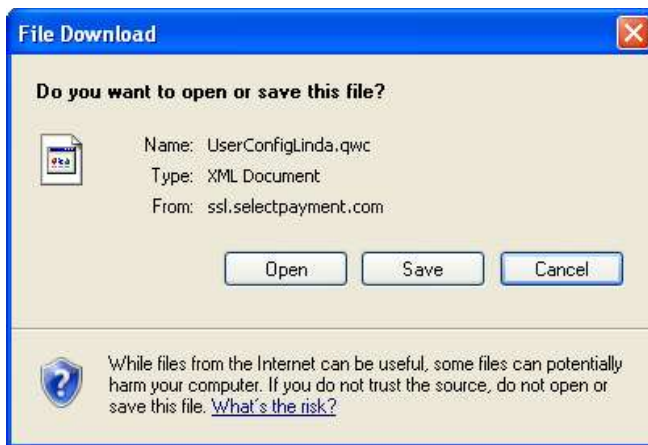 File Download
Do you want to open or save this file?
Name: UserConfigLinda.qwc
Type: XML Document
From: ssl.selectpayment.com
Open Save Cancel
While files from the Internet can be useful, some files can potentially
harm your computer. If you do not trust the source, do not open or
save this file. What's the risk?